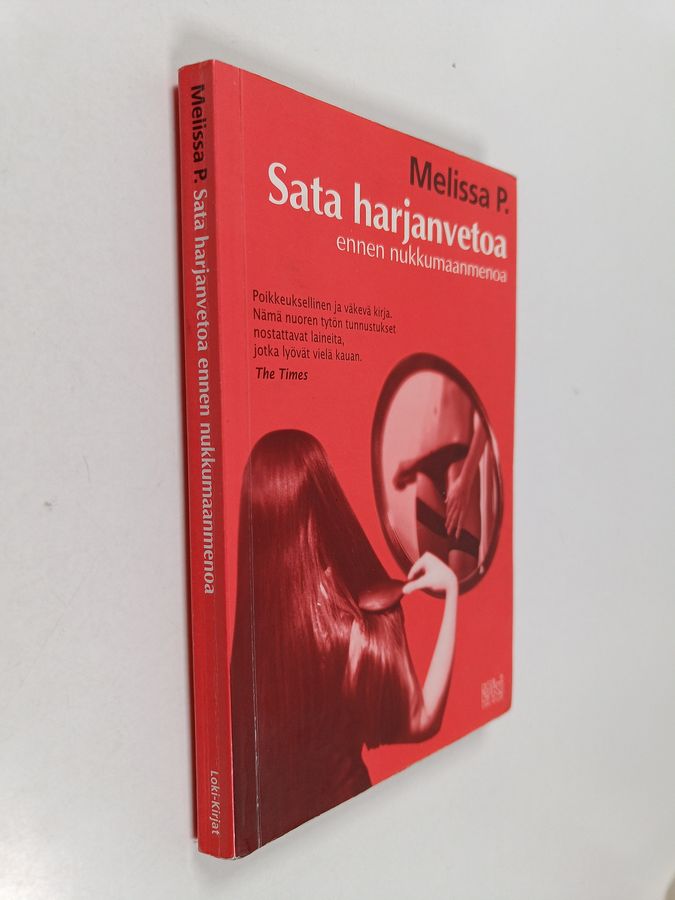 Melissa P. Sata harjanvetoa ennen nukkumaanmenoa
Loki-Kirjat
Melissa P.
Sata harjanvetoa
ennen nukkumaanmenoa
Poikkeuksellinen ja väkevä kirja.
Nämä nuoren tytön tunnustukset
nostattavat laineita,
jotka lyövät vielä kauan.
The Times